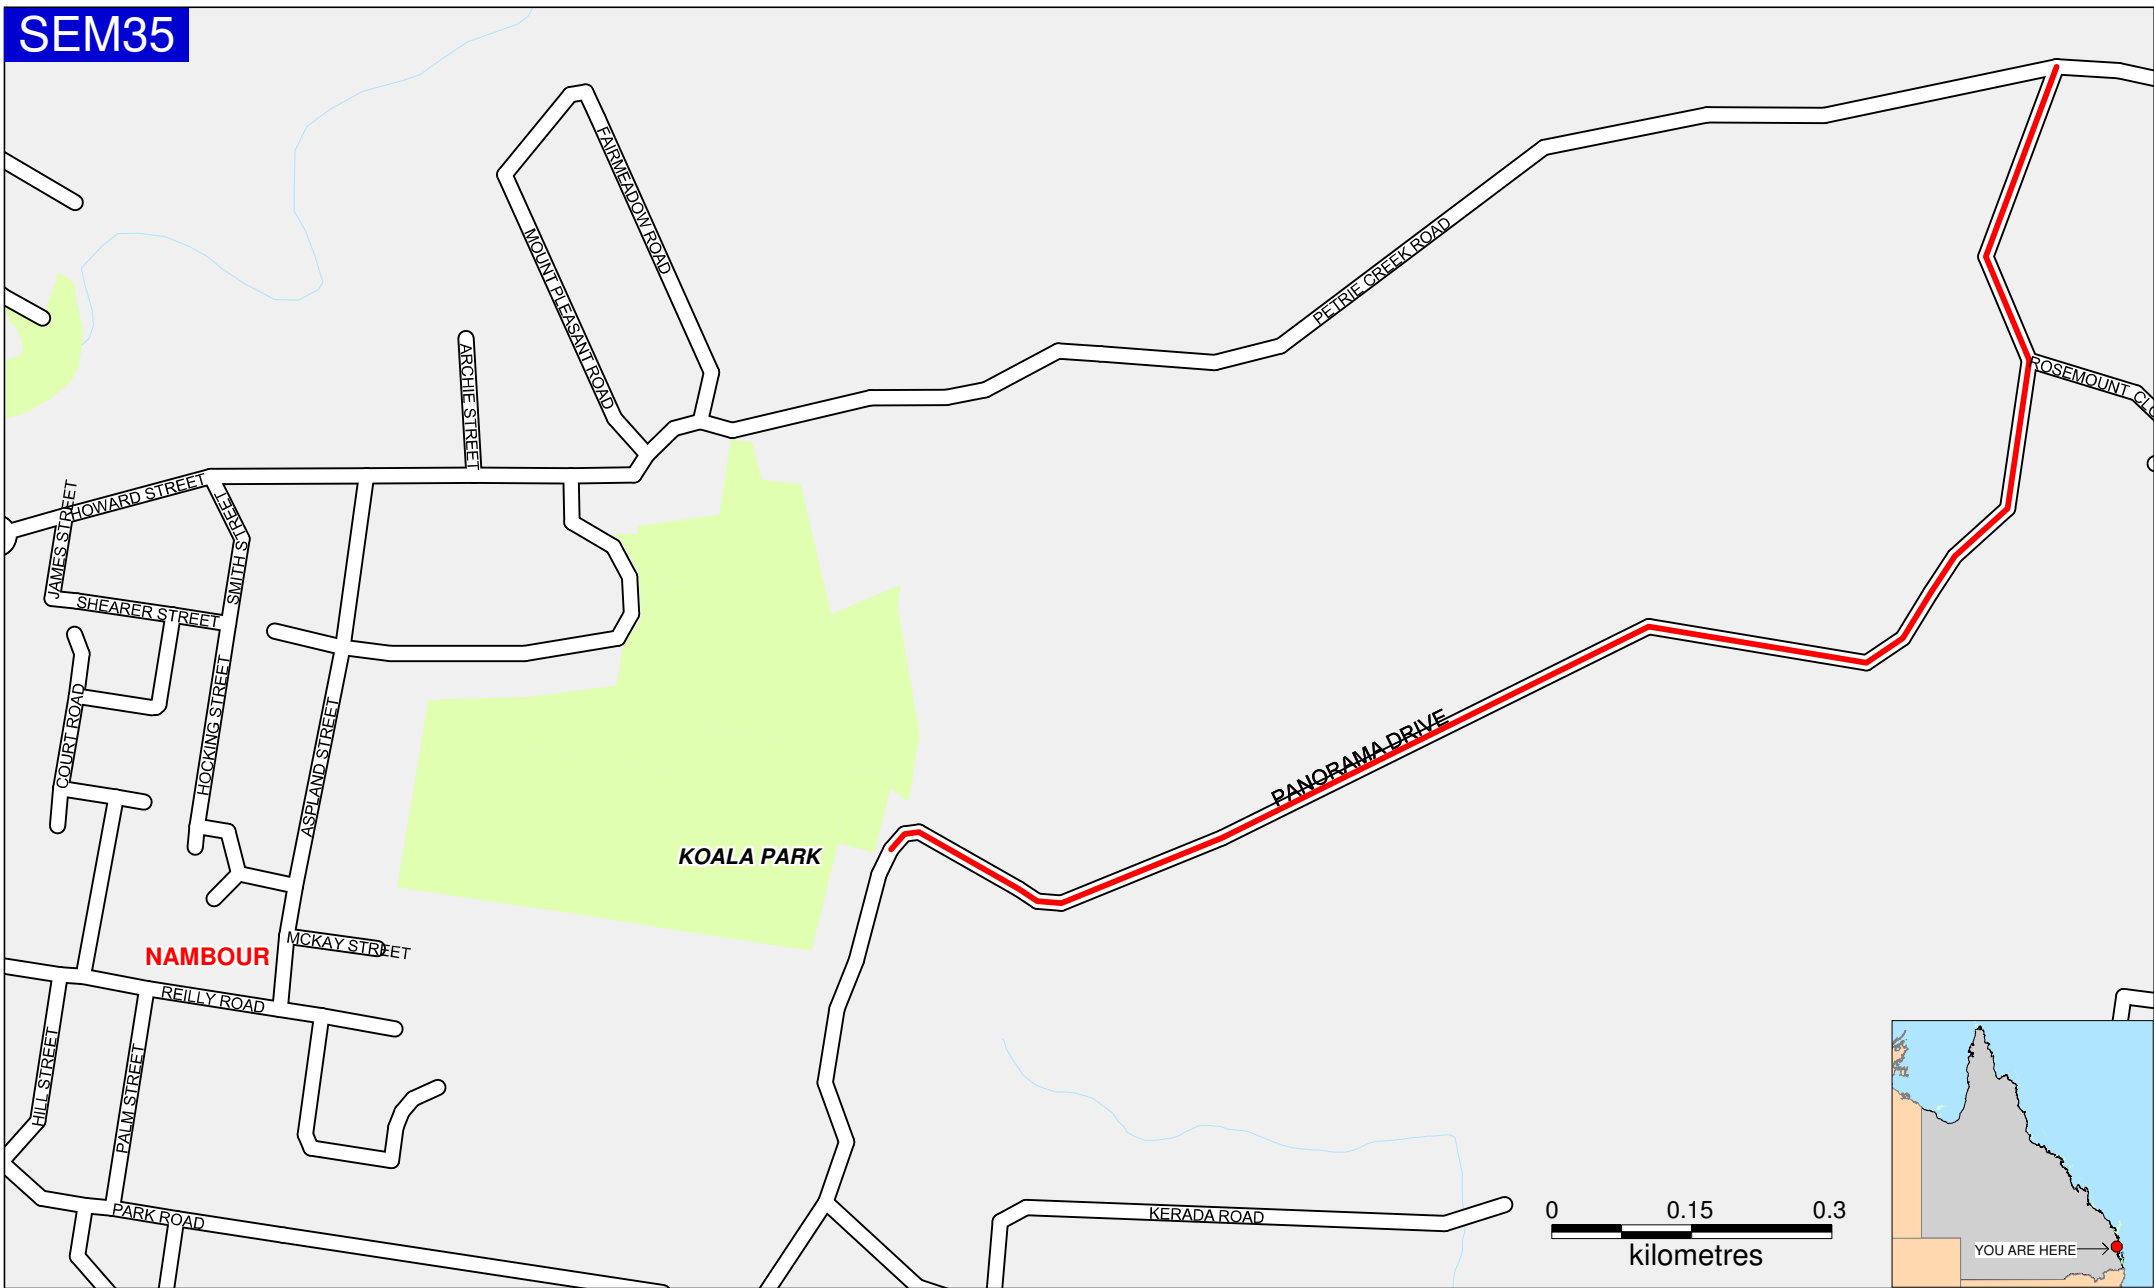 SEM35
FAIRMEADOW ROAD
MOUNT PLEASANT ROAD
PETRIE CREEK ROAD
ARCHIE STREET
ROSEMOUNT CLO
HOWARD STREET
JAMES STREET
SMITH STREET
SHEARER STREET
COURT ROAD
HOCKING STREET
ASPLAND STREET
PANORAMA DRIVE
KOALA PARK
MCKAY STREET
NAMBOUR
REILLY ROAD
HILL STREET
PALM STREET
PARK ROAD
KERADA ROAD
0 0.15 0.3
kilometres
YOU ARE HERE